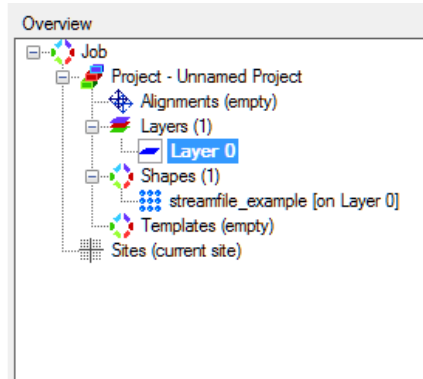 Overview
Job
Project - Unnamed Project
Alignments (empty)
Layers (1)
Layer 0
Shapes (1)
streamfile_example [on Layer 0]
Templates (empty)
Sites (current site)